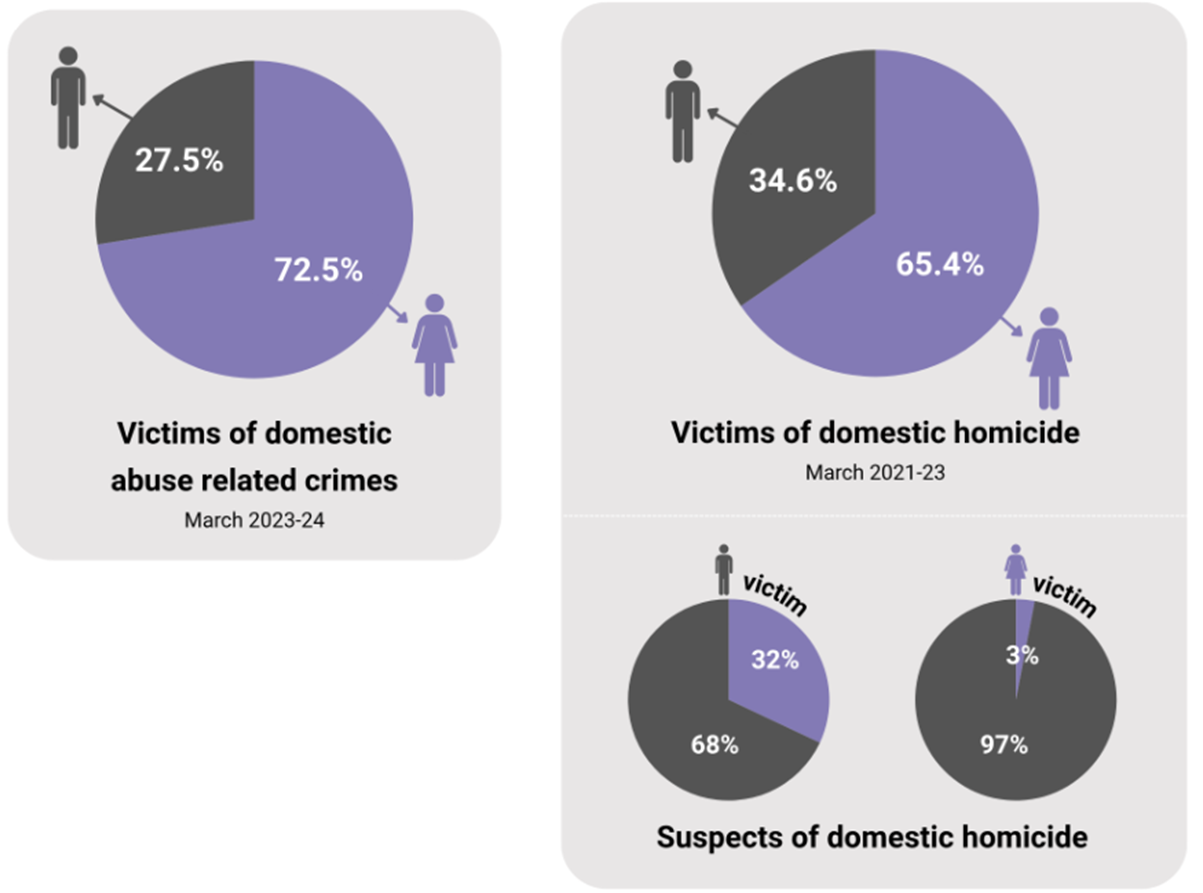 27.5%
72.5%
Victims of domestic
abuse related crimes
March 2023-24
34.6%
65.4%
Victims of domestic homicide
March 2021-23
victim
32%
68%
victim
3%
97%
Suspects of domestic homicide